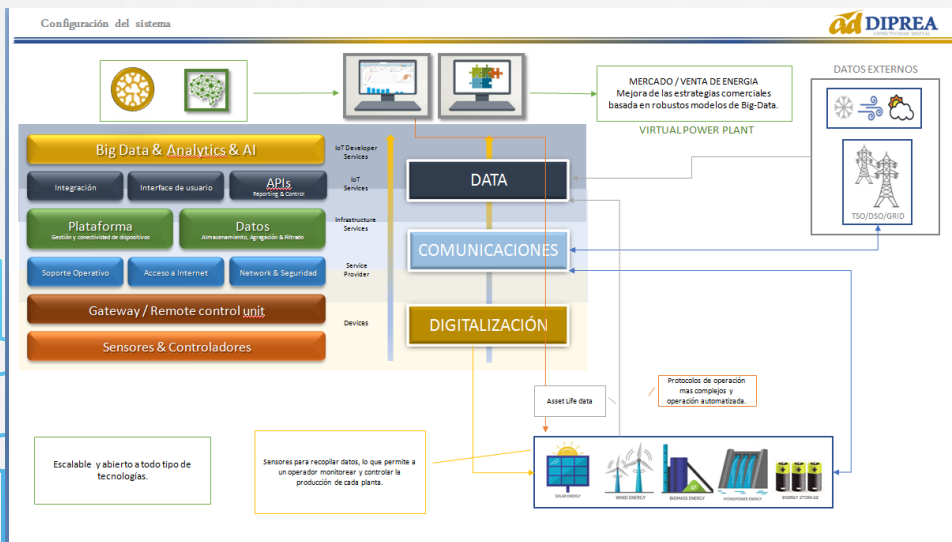 Configuración del sistema
ad DIPREA
CONECTIVIDAD DIGITAL
DATOS EXTERNOS
MERCADO / VENTA DE ENERGIA
Mejora de las estrategias comerciales
basada en robustos modelos de Big-Data.
VIRTUAL POWER PLANT
TSO/DSO/GRID
Big Data & Analytics & AI
IoT Developer
Services
Integración
Interface de usuario
APIs
Reporting & Control
IoT
Services
DATA
Plataforma
Gestión y conectividad de dispositivos
Datos
Almacenamiento, Agregación & Filtrado
Infrastructure
Services
COMUNICACIONES
Soporte Operativo
Acceso a Internet
Network & Seguridad
Service
Provider
Gateway / Remote control unit
Devices
DIGITALIZACIÓN
Sensores & Controladores
Asset Life data
Protocolos de operación
mas complejos y
operación automatizada.
Escalable y abierto a todo tipo de
tecnologías.
Sensores para recopilar datos, lo que permite a
un operador monitorear y controlar la
producción de cada planta.
SOLAR ENERGY
WIND ENERGY
BIOMASS ENERGY
HYDROPOWER ENERGY
ENERGY STORAGE